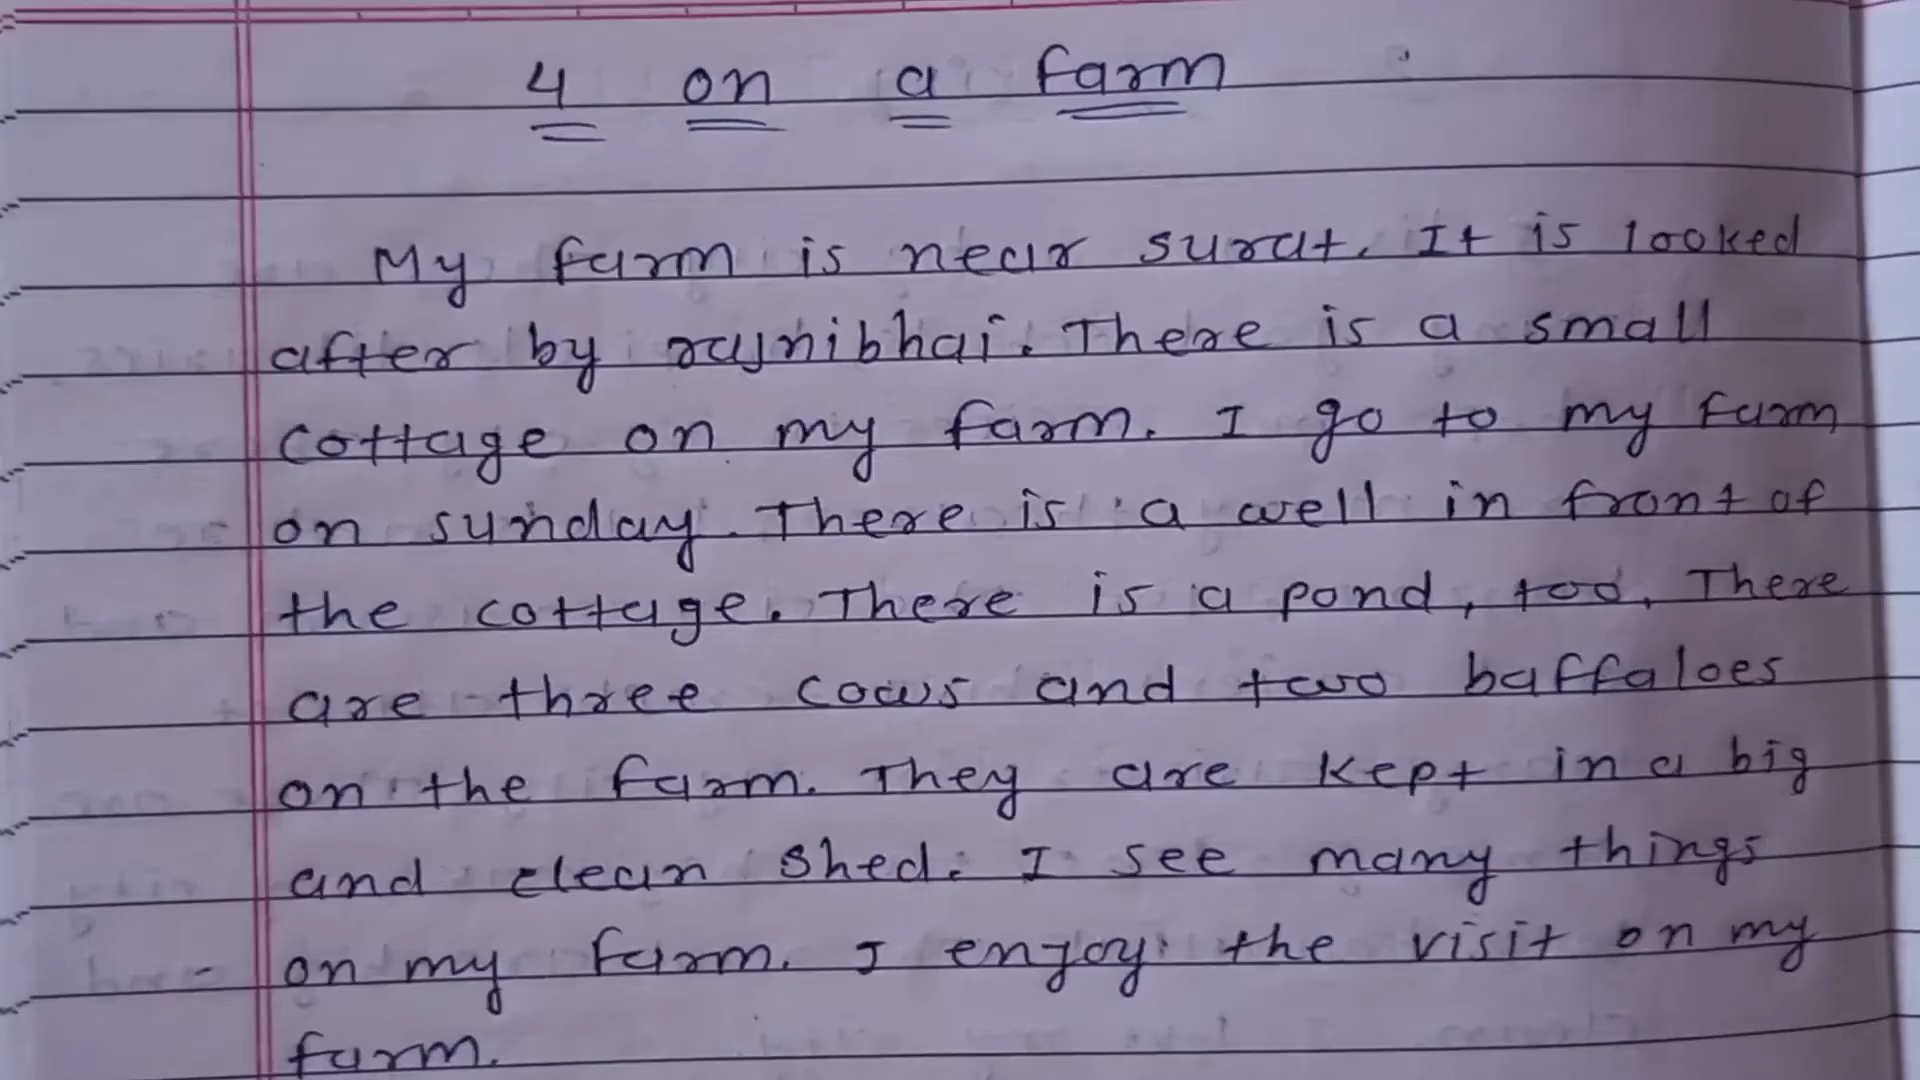 4 on a farm
My farm is near surat. It is looked
after by rajnibhai. There is a small
cottage on my farm. I go to my farm
on sunday. There is a well in front of
the cottage. There is a pond, too. There
are three cows and two baffaloes
on the farm. They are kept in a big
and clean shed. I see many things
on my farm. I enjoy the visit on my
farm.